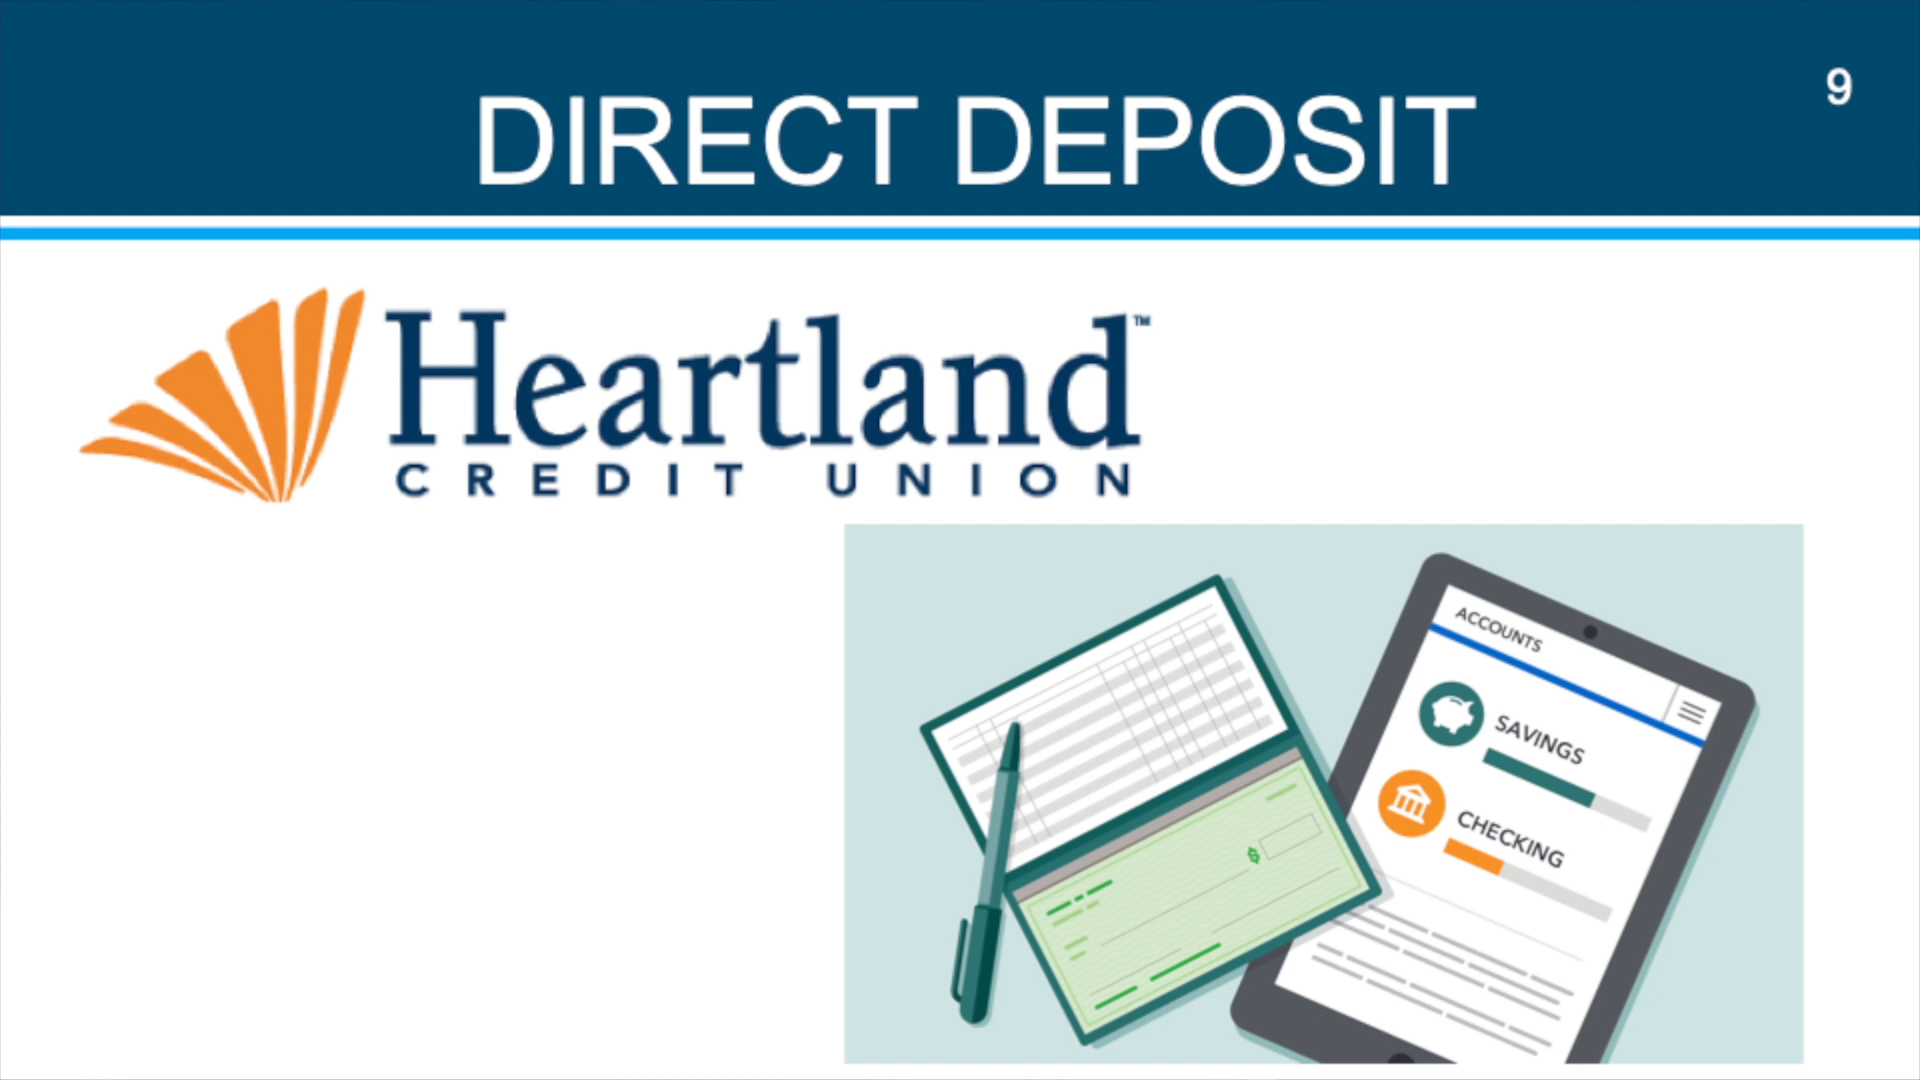 DIRECT DEPOSIT
9
Heartland™
CREDIT UNION
ACCOUNTS
SAVINGS
CHECKING
$